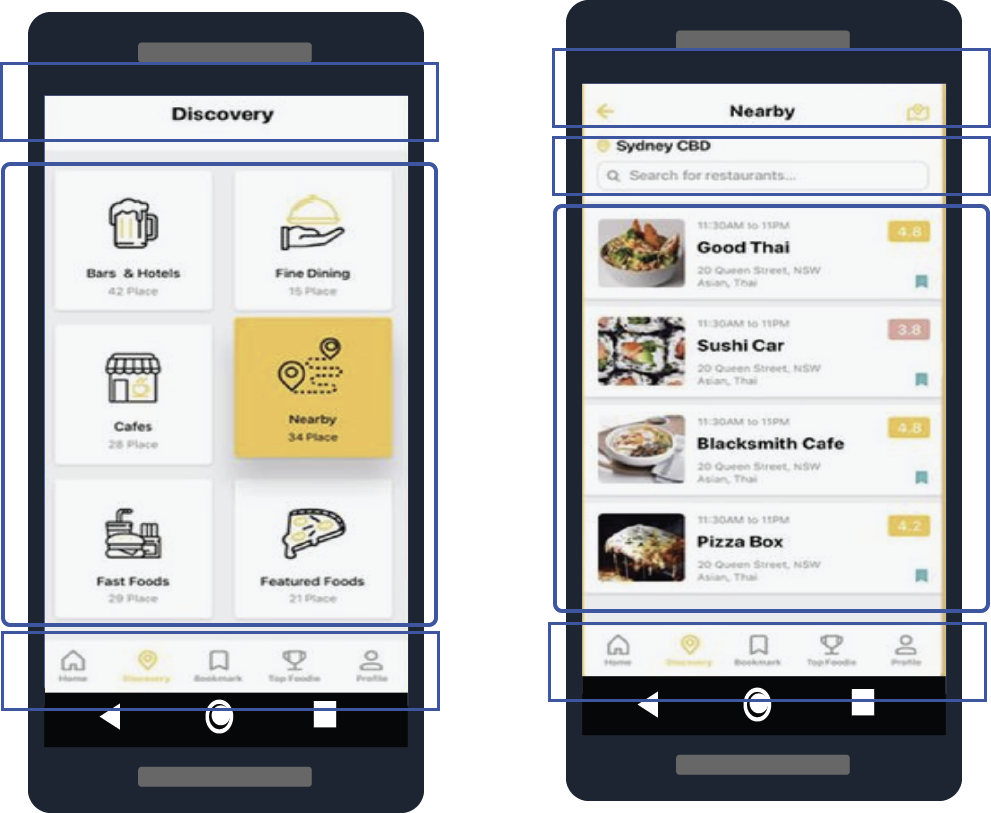 Discovery
Bars & Hotels
42 Place
Fine Dining
15 Place
Cafes
28 Place
Nearby
34 Place
Fast Foods
29 Place
Featured Foods
21 Place
Home
Discovery
Bookmark
Top Foodie
Profile
Nearby
Sydney CBD
Search for restaurants...
11:30AM to 11PM
4.8
Good Thai
20 Queen Street, NSW
Asian, Thai
11:30AM to 11PM
3.8
Sushi Car
20 Queen Street, NSW
Asian, Thai
11:30AM to 11PM
4.8
Blacksmith Cafe
20 Queen Street, NSW
Asian, Thai
11:30AM to 11PM
4.2
Pizza Box
20 Queen Street, NSW
Asian, Thai
Home
Discovery
Bookmark
Top Foodie
Profile